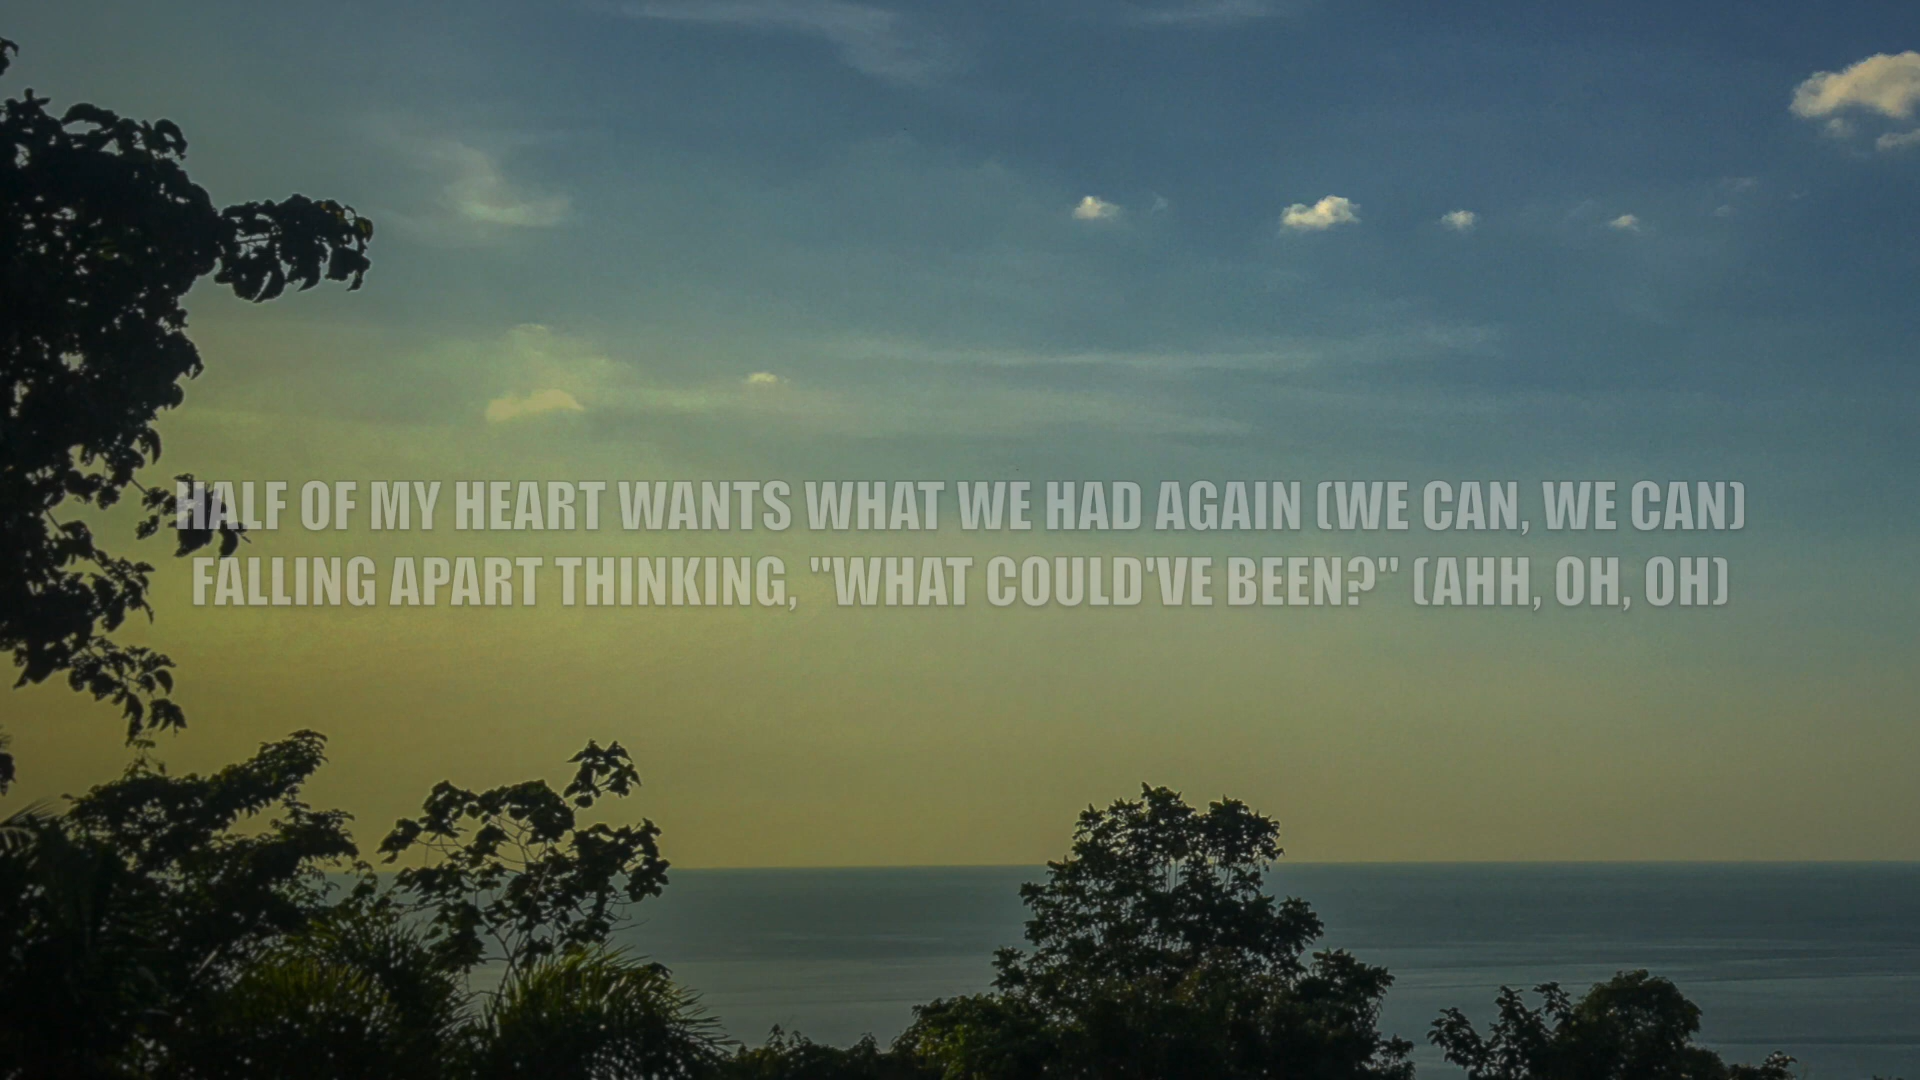 HALF OF MY HEART WANTS WHAT WE HAD AGAIN (WE CAN, WE CAN)
FALLING APART THINKING, "WHAT COULD'VE BEEN?" (AHH, OH, OH)